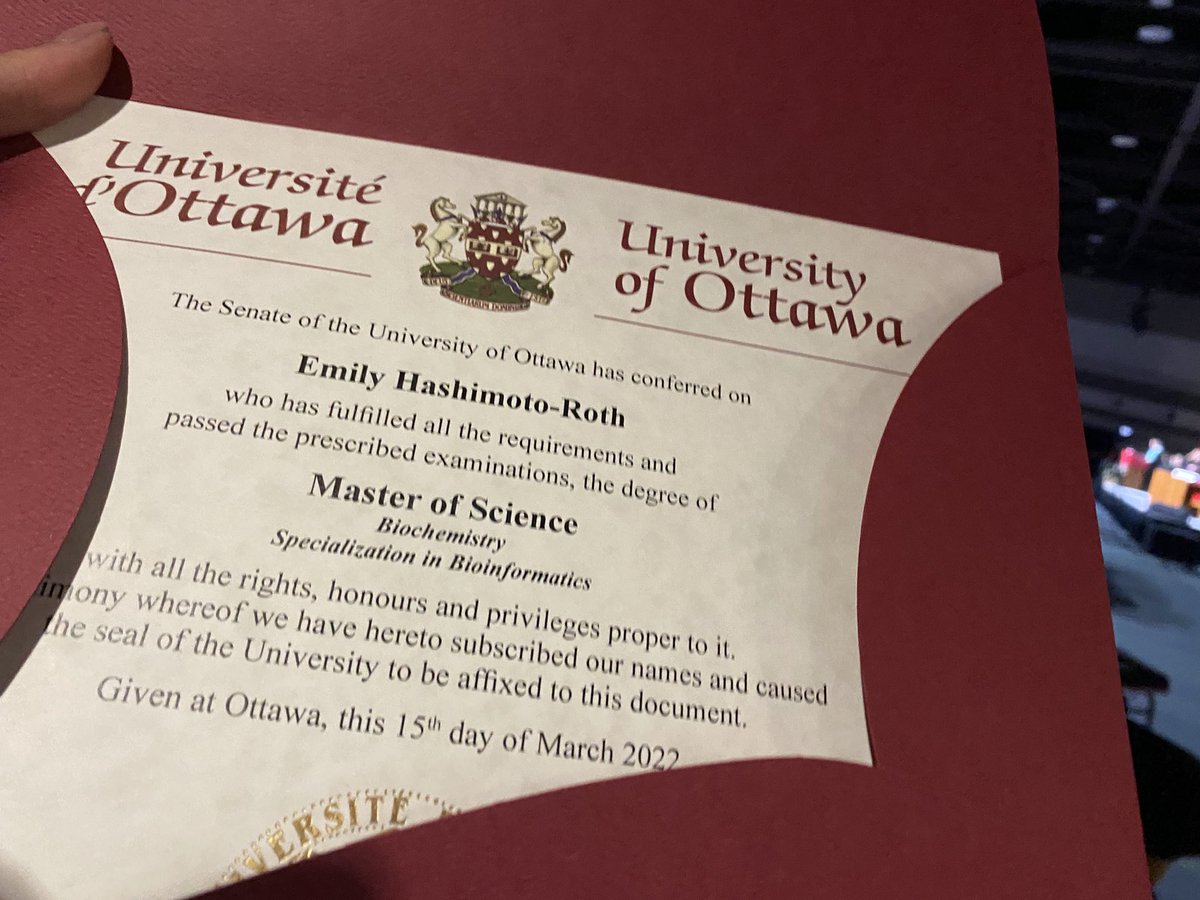 Université
d'Ottawa
University
of Ottawa
The Senate of the University of Ottawa has conferred on
Emily Hashimoto-Roth
who has fulfilled all the requirements and
passed the prescribed examinations, the degree of
Master of Science
Biochemistry
Specialization in Bioinformatics
with all the rights, honours and privileges proper to it.
imony whereof we have hereto subscribed our names and caused
the seal of the University to be affixed to this document.
Given at Ottawa, this 15th day of March 2022
VERSITÉ